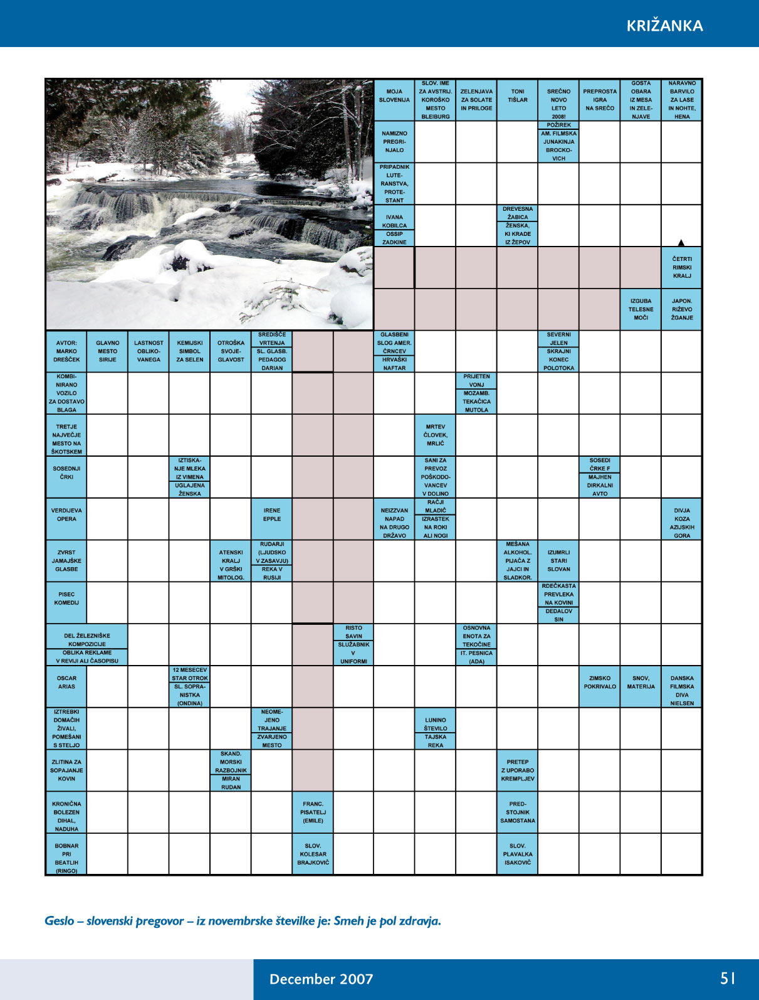 KRIŽANKA
MOJA
SLOVENIJA
SLOV. IME
ZA AVSTRIJ.
KOROŠKO
MESTO
BLEIBURG
ZELENJAVA
ZA SOLATE
IN PRILOGE
TONI
TIŠLAR
SREČNO
NOVO
LETO
2008!
PREPROSTA
IGRA
NA SREČO
GOSTA
OBARA
IZ MESA
IN ZELE-
NJAVE
NARAVNO
BARVILO
ZA LASE
IN NOHTE,
HENA
NAMIZNO
PREGRI-
NJALO
POŽIREK
AM. FILMSKA
JUNAKINJA
BROCKO-
VICH
PRIPADNIK
LUTE-
RANSTVA,
PROTE-
STANT
IVANA
KOBILCA
OSSIP
ZADKINE
DREVESNA
ŽABICA
ŽENSKA,
KI KRADE
IZ ŽEPOV
ČETRTI
RIMSKI
KRALJ
IZGUBA
TELESNE
MOČI
JAPON.
RIŽEVO
ŽGANJE
AVTOR:
MARKO
DREŠČEK
GLAVNO
MESTO
SIRIJE
LASTNOST
OBLIKO-
VANEGA
KEMIJSKI
SIMBOL
ZA SELEN
OTROŠKA
SVOJE-
GLAVOST
SREDIŠČE
VRTENJA
SL. GLASB.
PEDAGOG
DARIAN
GLASBENI
SLOG AMER.
ČRNCEV
HRVAŠKI
NAFTAR
SEVERNI
JELEN
SKRAJNI
KONEC
POLOTOKA
KOMBI-
NIRANO
VOZILO
ZA DOSTAVO
BLAGA
PRIJETEN
VONJ
MOZAMB.
TEKAČICA
MUTOLA
TRETJE
NAJVEČJE
MESTO NA
ŠKOTSKEM
MRTEV
ČLOVEK,
MRLIČ
SOSEDNJI
ČRKI
IZTISKA-
NJE MLEKA
IZ VIMENA
UGLAJENA
ŽENSKA
SANI ZA
PREVOZ
POŠKODO-
VANCEV
V DOLINO
SOSEDI
ČRKE F
MAJHEN
DIRKALNI
AVTO
VERDIJEVA
OPERA
IRENE
EPPLE
NEIZZVAN
NAPAD
NA DRUGO
DRŽAVO
RAČJI
MLADIČ
IZRASTEK
NA ROKI
ALI NOGI
DIVJA
KOZA
AZIJSKIH
GORA
ZVRST
JAMAJŠKE
GLASBE
ATENSKI
KRALJ
V GRŠKI
MITOLOG.
RUDARJI
(LJUDSKO
V ZASAVJU)
REKA V
RUSIJI
MEŠANA
ALKOHOL.
PIJAČA Z
JAJCI IN
SLADKOR.
IZUMRLI
STARI
SLOVAN
PISEC
KOMEDIJ
RDEČKASTA
PREVLEKA
NA KOVINI
DEDALOV
SIN
DEL ŽELEZNIŠKE
KOMPOZICIJE
OBLIKA REKLAME
V REVIJI ALI ČASOPISU
RISTO
SAVIN
SLUŽABNIK
V
UNIFORMI
OSNOVNA
ENOTA ZA
TEKOČINE
IT. PESNICA
(ADA)
OSCAR
ARIAS
12 MESECEV
STAR OTROK
SL. SOPRA-
NISTKA
(ONDINA)
ZIMSKO
POKRIVALO
SNOV,
MATERIJA
DANSKA
FILMSKA
DIVA
NIELSEN
IZTREBKI
DOMAČIH
ŽIVALI,
POMEŠANI
S STELJO
NEOME-
JENO
TRAJANJE
ZVARJENO
MESTO
LUNINO
ŠTEVILO
TAJSKA
REKA
ZLITINA ZA
SOPAJANJE
KOVIN
SKAND.
MORSKI
RAZBOJNIK
MIRAN
RUDAN
PRETEP
Z UPORABO
KREMPLJEV
KRONIČNA
BOLEZEN
DIHAL,
NADUHA
FRANC.
PISATELJ
(EMILE)
PRED-
STOJNIK
SAMOSTANA
BOBNAR
PRI
BEATLIH
(RINGO)
SLOV.
KOLESAR
BRAJKOVIČ
SLOV.
PLAVALKA
ISAKOVIČ
Geslo – slovenski pregovor – iz novembrske številke je: Smeh je pol zdravja.
December 2007
51